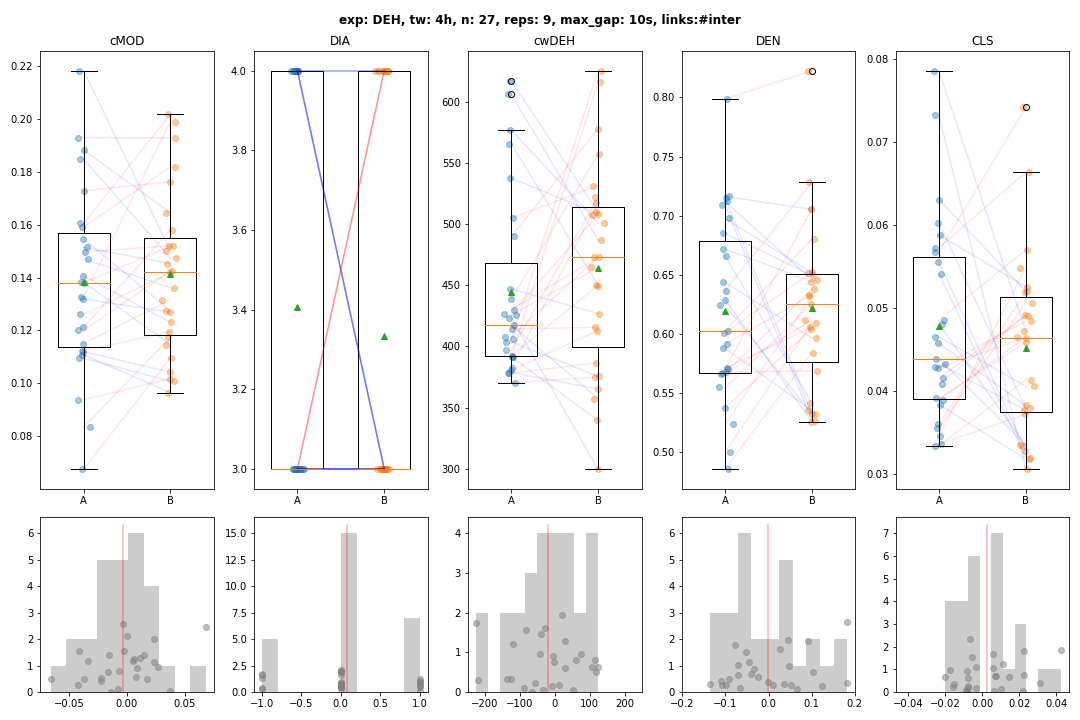 exp: DEH, tw: 4h, n: 27, reps: 9, max_gap: 10s, links:#inter
cMOD DIA cwDEH DEN CLS
0.22 0.20 0.18 0.16 0.14 0.12 0.10 0.08
A B
4.0 3.8 3.6 3.4 3.2 3.0
A B
600 550 500 450 400 350 300
A B
0.80 0.75 0.70 0.65 0.60 0.55 0.50
A B
0.08 0.07 0.06 0.05 0.04 0.03
A B
6 5 4 3 2 1 0
−0.05 0.00 0.05
15.0 12.5 10.0 7.5 5.0 2.5 0.0
−1.0 −0.5 0.0 0.5 1.0
4 3 2 1 0
−200 −100 0 100 200
6 5 4 3 2 1 0
−0.2 −0.1 0.0 0.1 0.2
7 6 5 4 3 2 1 0
−0.04 −0.02 0.00 0.02 0.04